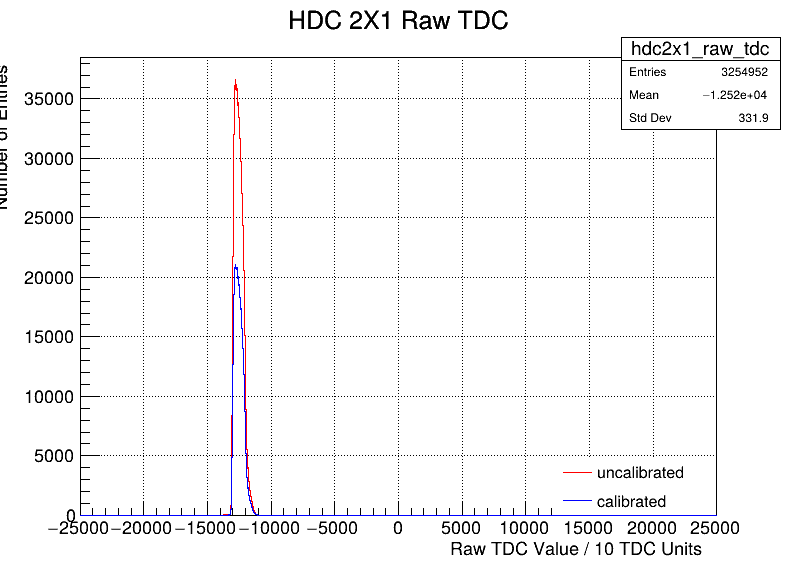 HDC 2X1 Raw TDC
hdc2x1_raw_tdc
Entries 3254952
Mean −1.252e+04
Std Dev 331.9
Number of Entries
35000
30000
25000
20000
15000
10000
5000
0
uncalibrated
calibrated
−25000 −20000 −15000 −10000 −5000 0 5000 10000 15000 20000 25000
Raw TDC Value / 10 TDC Units